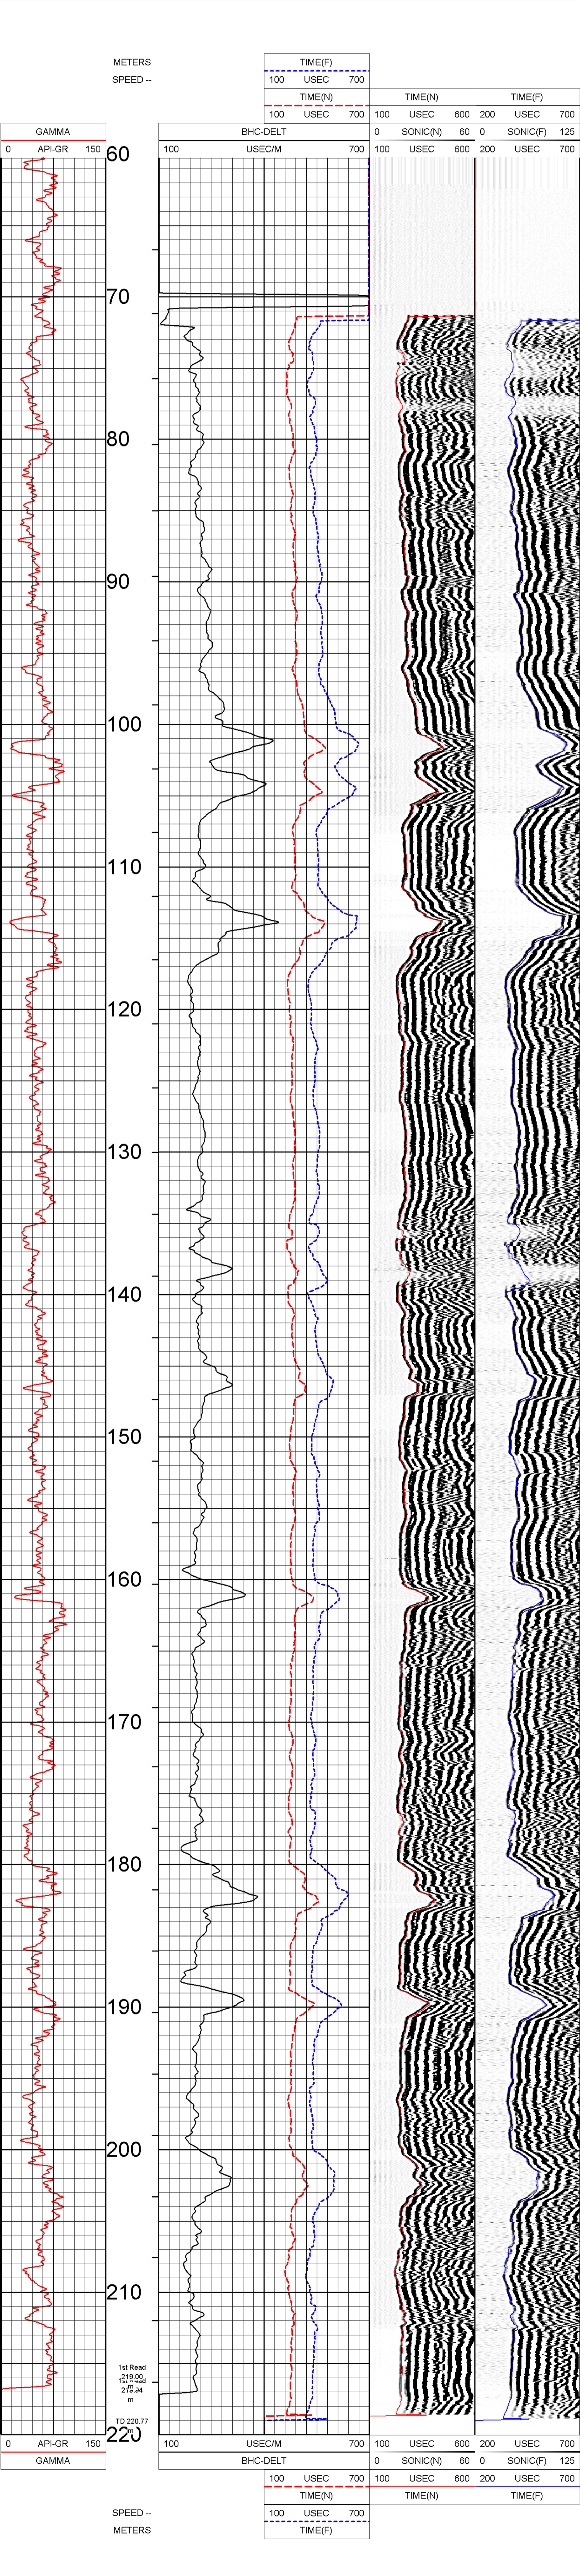 METERS TIME(F)
SPEED -- 100 USEC 700
TIME(N) TIME(N) TIME(F)
100 USEC 700 100 USEC 600 200 USEC 700
GAMMA BHC-DELT 0 SONIC(N) 60 0 SONIC(F) 125
0 API-GR 150 100 USEC/M 700 100 USEC 600 200 USEC 700
60
70
80
90
100
110
120
130
140
150
160
170
180
190
200
210
1st Read
219.00
m
TD 220.77
m
220
0 API-GR 150 100 USEC/M 700 100 USEC 600 200 USEC 700
GAMMA BHC-DELT 0 SONIC(N) 60 0 SONIC(F) 125
100 USEC 700 100 USEC 600 200 USEC 700
TIME(N) TIME(N) TIME(F)
SPEED -- 100 USEC 700
METERS TIME(F)